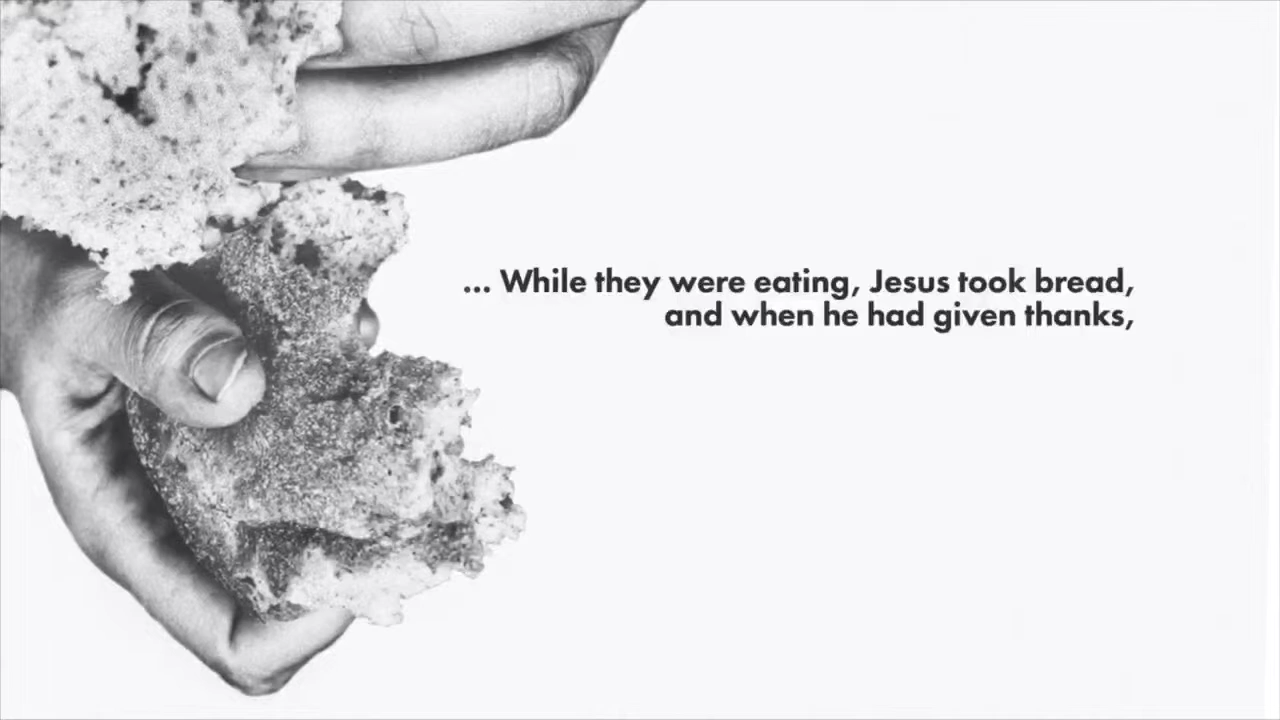 ... While they were eating, Jesus took bread,
and when he had given thanks,